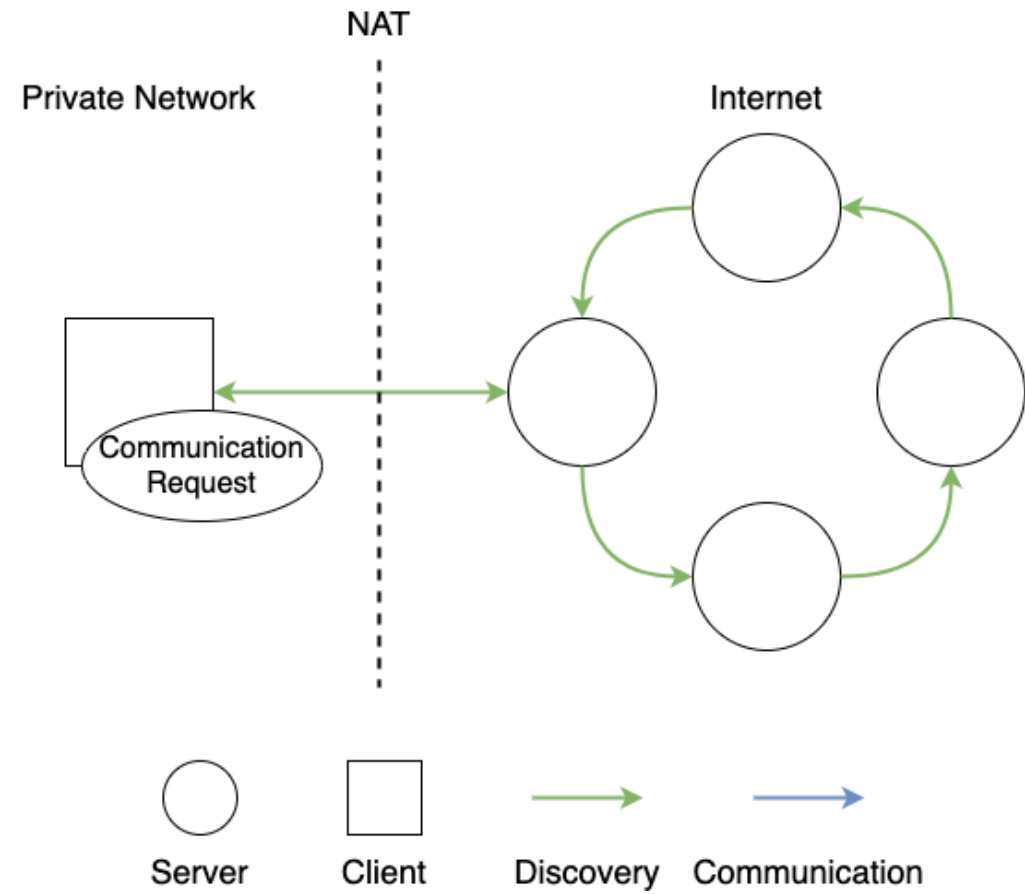 NAT
Private Network
Internet
Communication
Request
Server
Client
Discovery
Communication